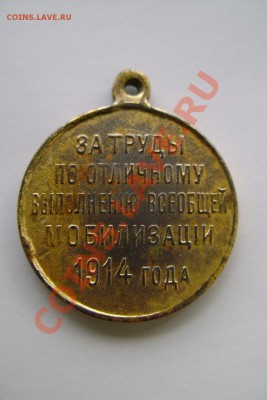 COINS.LAVE.RU
ЗА ТРУДЫ
ПО ОТЛИЧНОМУ
ВЫПОЛНЕНІЮ ВСЕОБЩЕЙ
МОБИЛИЗАЦІИ
1914 ГОДА